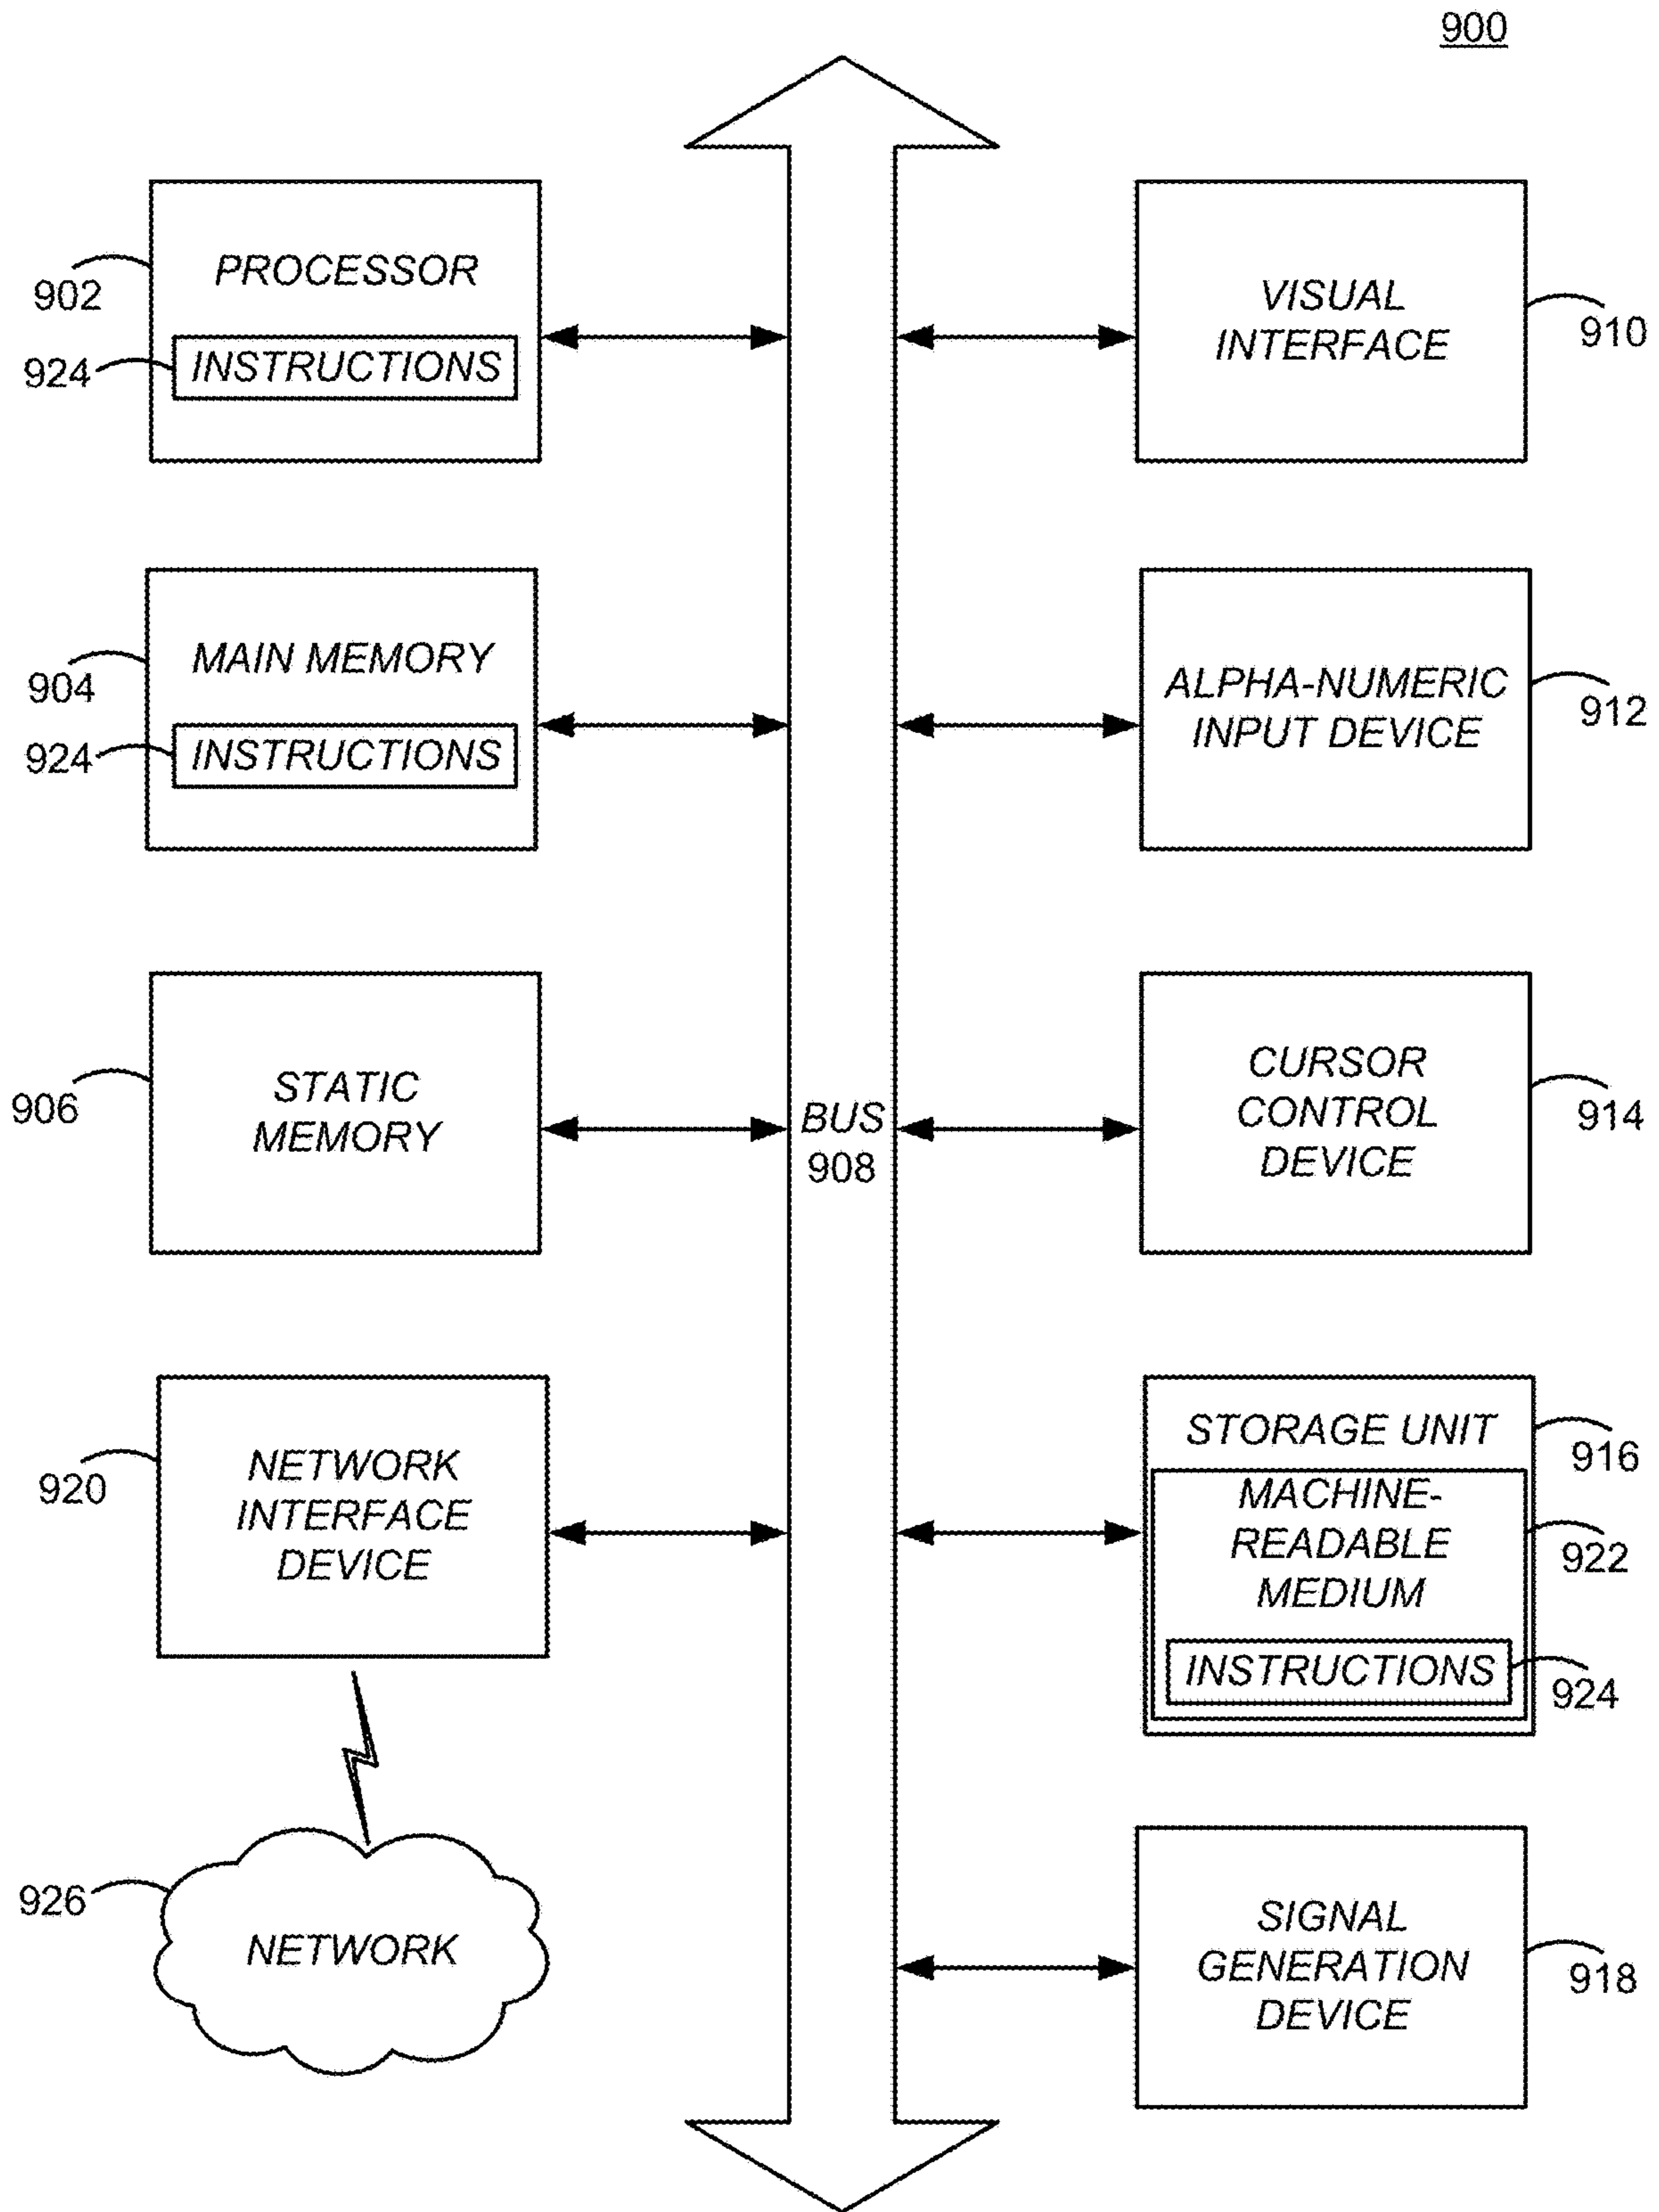 900
PROCESSOR
902
924
INSTRUCTIONS
VISUAL
INTERFACE
910
MAIN MEMORY
904
924
INSTRUCTIONS
ALPHA-NUMERIC
INPUT DEVICE
912
STATIC
MEMORY
906
BUS
908
CURSOR
CONTROL
DEVICE
914
NETWORK
INTERFACE
DEVICE
920
STORAGE UNIT
916
MACHINE-
READABLE
MEDIUM
922
INSTRUCTIONS
924
926
NETWORK
SIGNAL
GENERATION
DEVICE
918